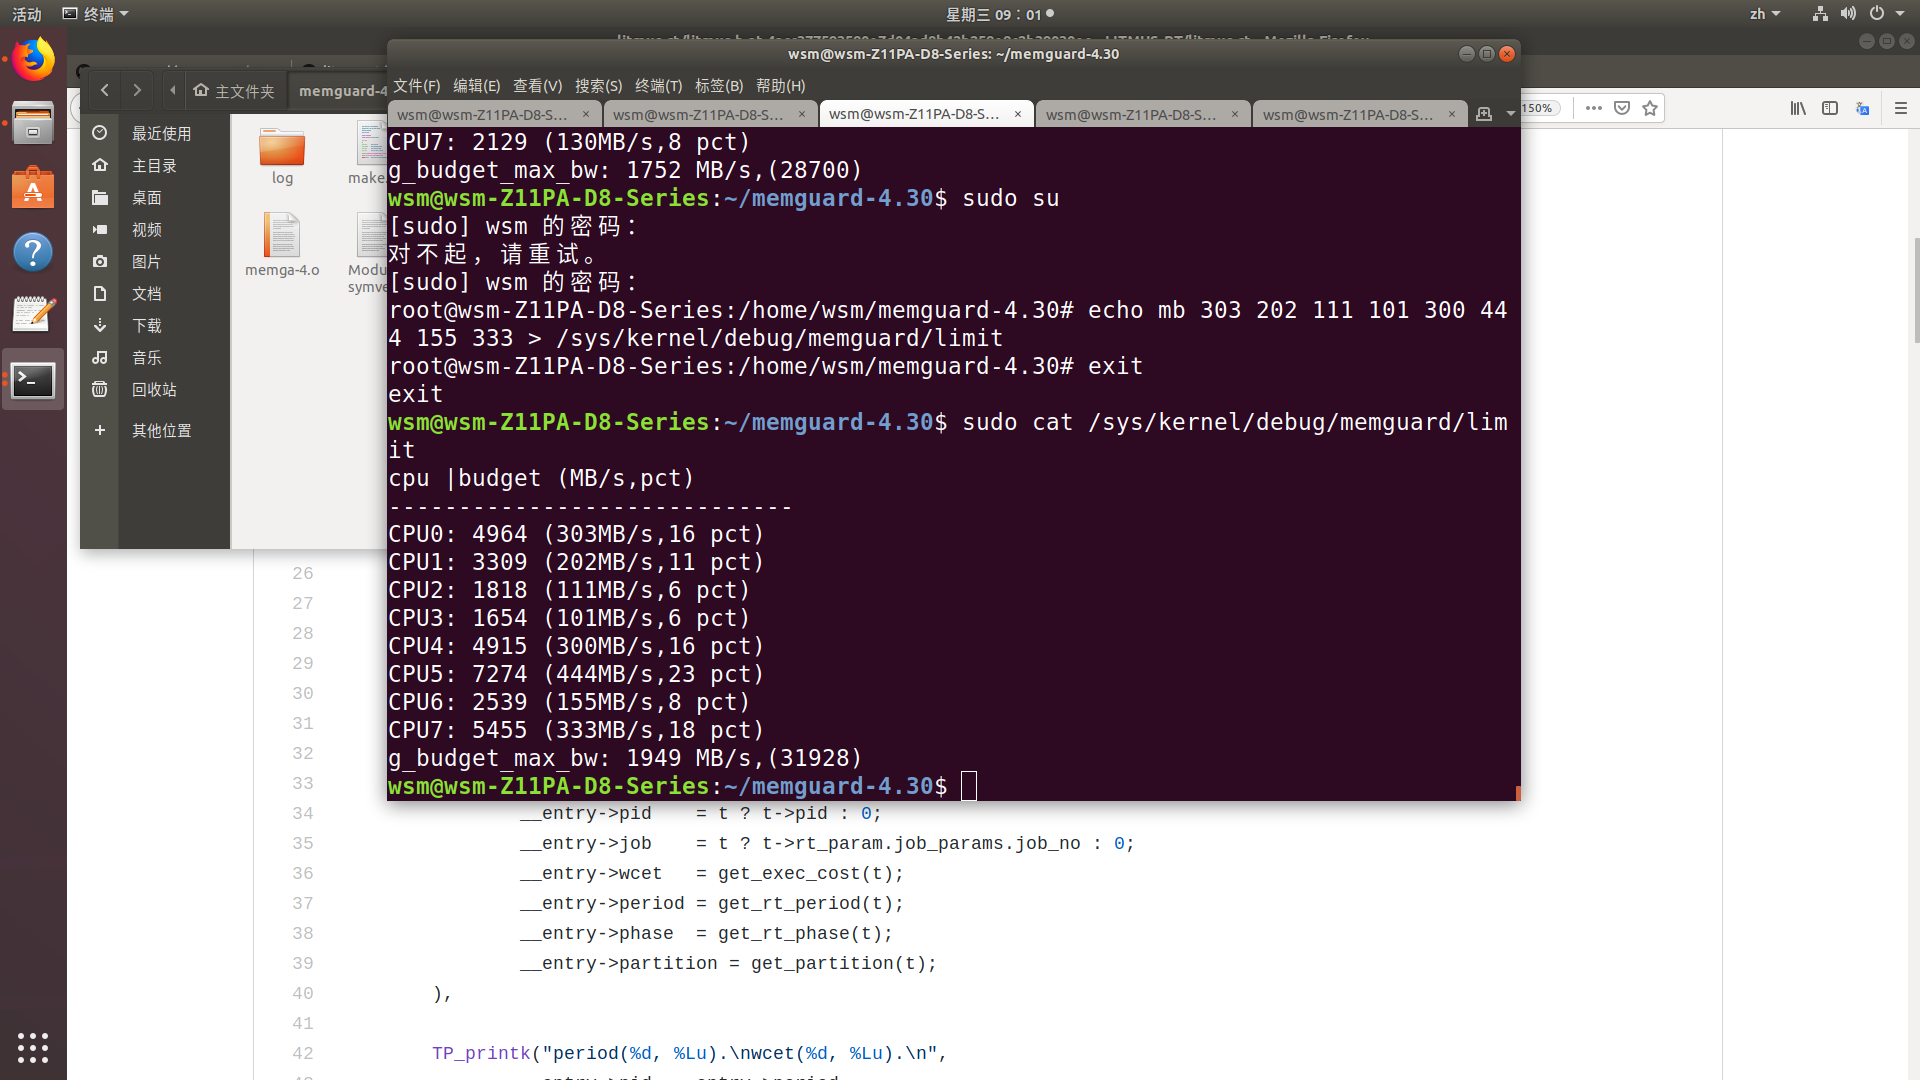 活动
终端
星期三 09：01
zh
wsm@wsm-Z11PA-D8-Series: ~/memguard-4.30
文件(F) 编辑(E) 查看(V) 搜索(S) 终端(T) 标签(B) 帮助(H)
wsm@wsm-Z11PA-D8-S… × wsm@wsm-Z11PA-D8-S… × wsm@wsm-Z11PA-D8-S… × wsm@wsm-Z11PA-D8-S… × wsm@wsm-Z11PA-D8-S… ×
150%
主文件夹 memguard-4
最近使用
主目录
桌面
视频
图片
文档
下载
音乐
回收站
其他位置
log
make
memga-4.o
Modu
symve
CPU7: 2129 (130MB/s,8 pct)
g_budget_max_bw: 1752 MB/s,(28700)
wsm@wsm-Z11PA-D8-Series:~/memguard-4.30$ sudo su
[sudo] wsm 的密码：
对不起，请重试。
[sudo] wsm 的密码：
root@wsm-Z11PA-D8-Series:/home/wsm/memguard-4.30# echo mb 303 202 111 101 300 44
4 155 333 > /sys/kernel/debug/memguard/limit
root@wsm-Z11PA-D8-Series:/home/wsm/memguard-4.30# exit
exit
wsm@wsm-Z11PA-D8-Series:~/memguard-4.30$ sudo cat /sys/kernel/debug/memguard/lim
it
cpu |budget (MB/s,pct)
-----------------------------
CPU0: 4964 (303MB/s,16 pct)
CPU1: 3309 (202MB/s,11 pct)
CPU2: 1818 (111MB/s,6 pct)
CPU3: 1654 (101MB/s,6 pct)
CPU4: 4915 (300MB/s,16 pct)
CPU5: 7274 (444MB/s,23 pct)
CPU6: 2539 (155MB/s,8 pct)
CPU7: 5455 (333MB/s,18 pct)
g_budget_max_bw: 1949 MB/s,(31928)
wsm@wsm-Z11PA-D8-Series:~/memguard-4.30$
26
27
28
29
30
31
32
33
34 __entry->pid = t ? t->pid : 0;
35 __entry->job = t ? t->rt_param.job_params.job_no : 0;
36 __entry->wcet = get_exec_cost(t);
37 __entry->period = get_rt_period(t);
38 __entry->phase = get_rt_phase(t);
39 __entry->partition = get_partition(t);
40 ),
41
42 TP_printk("period(%d, %Lu).\nwcet(%d, %Lu).\n",